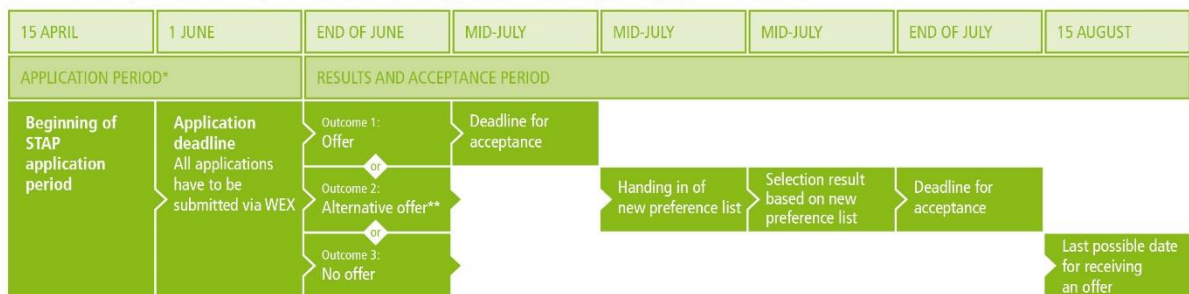 15 APRIL
1 JUNE
END OF JUNE
MID-JULY
MID-JULY
MID-JULY
END OF JULY
15 AUGUST
APPLICATION PERIOD*
RESULTS AND ACCEPTANCE PERIOD
Beginning of
STAP
application
period
Application
deadline
All applications
have to be
submitted via WEX
Outcome 1:
Offer
Deadline for
acceptance
or
Outcome 2:
Alternative offer**
Handing in of
new preference list
Selection result
based on new
preference list
Deadline for
acceptance
or
Outcome 3:
No offer
Last possible date
for receiving
an offer